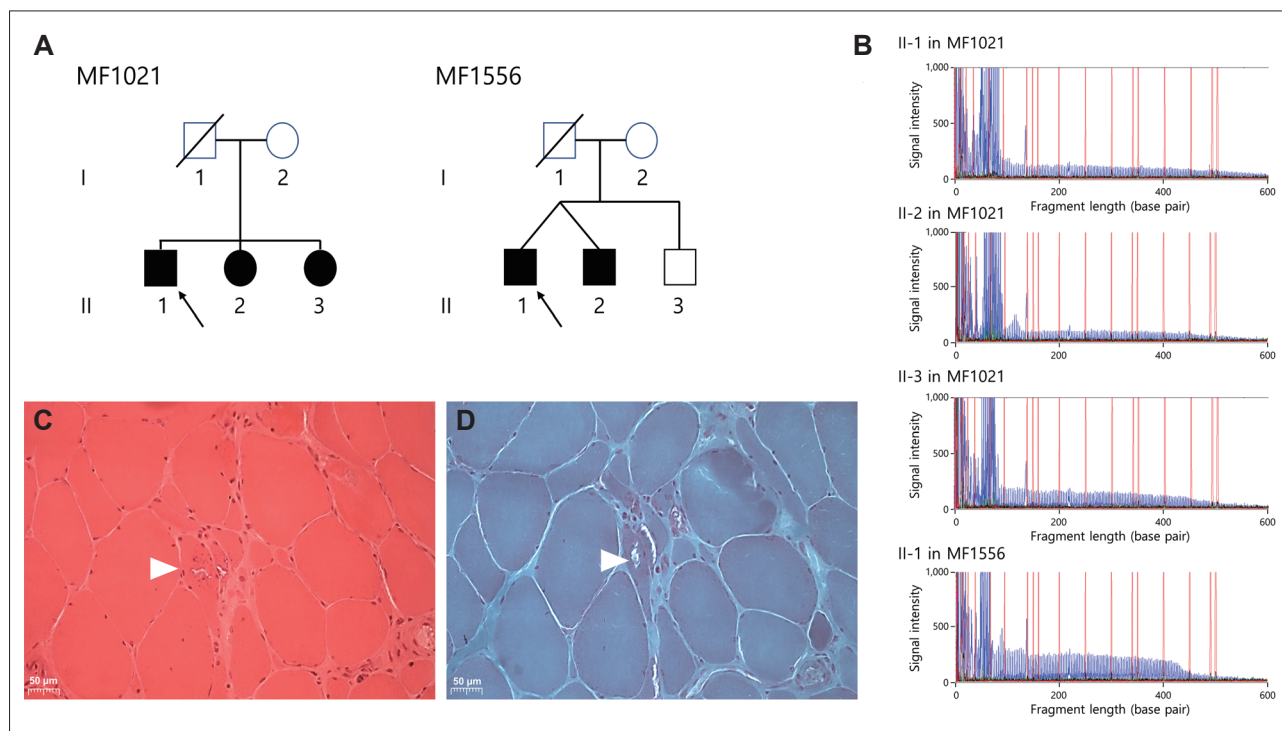 A
MF1021
MF1556
I
1
2
I
1
2
II
1
2
3
II
1
2
3
B
II-1 in MF1021
1,000
500
0
Signal intensity
0
200
400
600
Fragment length (base pair)
II-2 in MF1021
1,000
500
0
Signal intensity
0
200
400
600
Fragment length (base pair)
II-3 in MF1021
1,000
500
0
Signal intensity
0
200
400
600
Fragment length (base pair)
II-1 in MF1556
1,000
500
0
Signal intensity
0
200
400
600
Fragment length (base pair)
C
50 µm
D
50 µm